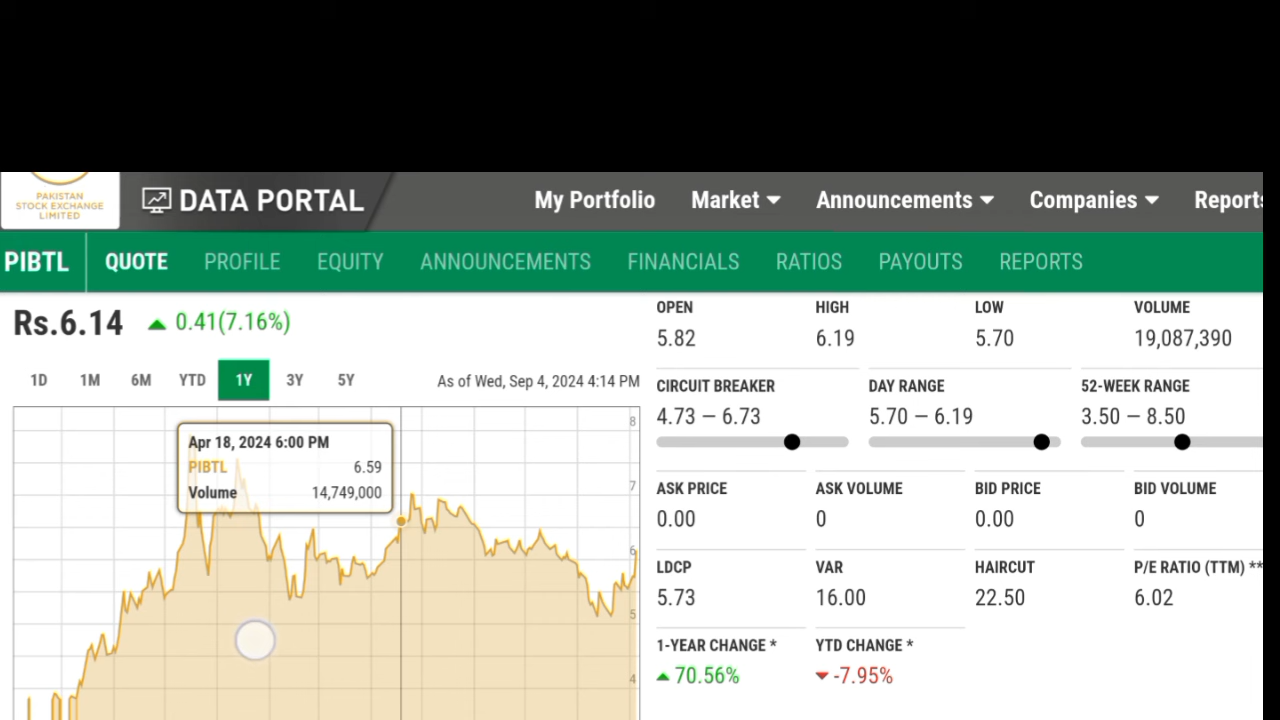 PAKISTAN
STOCK EXCHANGE
LIMITED
DATA PORTAL
My Portfolio Market Announcements Companies Reports
PIBTL QUOTE PROFILE EQUITY ANNOUNCEMENTS FINANCIALS RATIOS PAYOUTS REPORTS
Rs.6.14 0.41(7.16%)
1D 1M 6M YTD 1Y 3Y 5Y As of Wed, Sep 4, 2024 4:14 PM
Apr 18, 2024 6:00 PM
PIBTL 6.59
Volume 14,749,000
8
7
6
5
4
OPEN HIGH LOW VOLUME
5.82 6.19 5.70 19,087,390
CIRCUIT BREAKER DAY RANGE 52-WEEK RANGE
4.73 — 6.73 5.70 — 6.19 3.50 — 8.50
ASK PRICE ASK VOLUME BID PRICE BID VOLUME
0.00 0 0.00 0
LDCP VAR HAIRCUT P/E RATIO (TTM) **
5.73 16.00 22.50 6.02
1-YEAR CHANGE * YTD CHANGE *
70.56% -7.95%